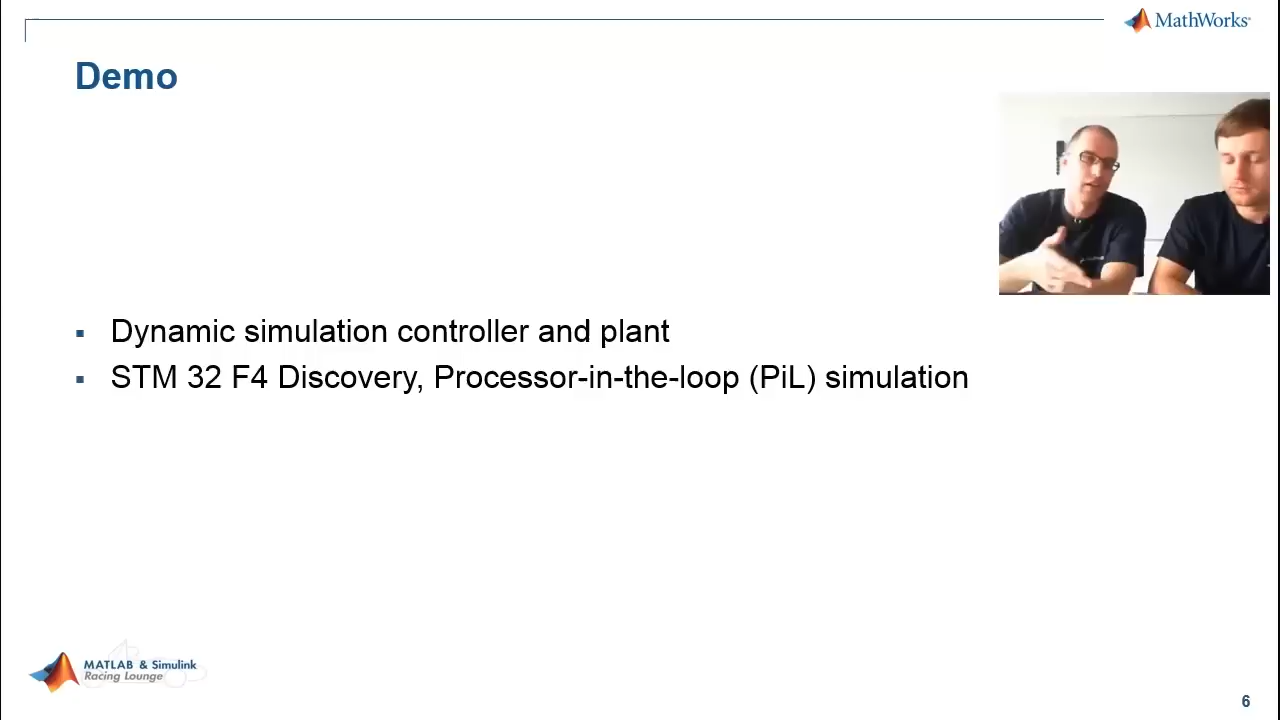 MathWorks
Demo
Dynamic simulation controller and plant
STM 32 F4 Discovery, Processor-in-the-loop (PiL) simulation
MATLAB & Simulink
Racing Lounge
6